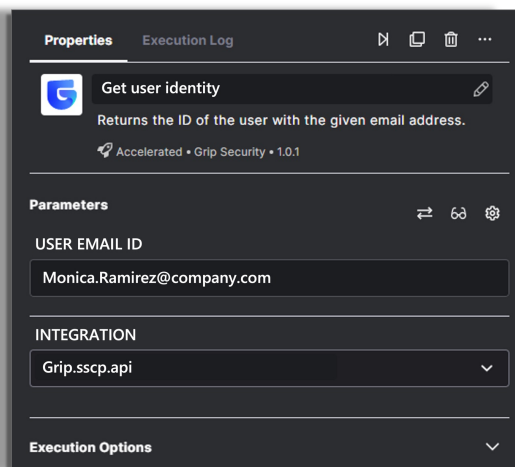 Properties Execution Log
Get user identity
Returns the ID of the user with the given email address.
Accelerated • Grip Security • 1.0.1
Parameters
USER EMAIL ID
Monica.Ramirez@company.com
INTEGRATION
Grip.sscp.api
Execution Options